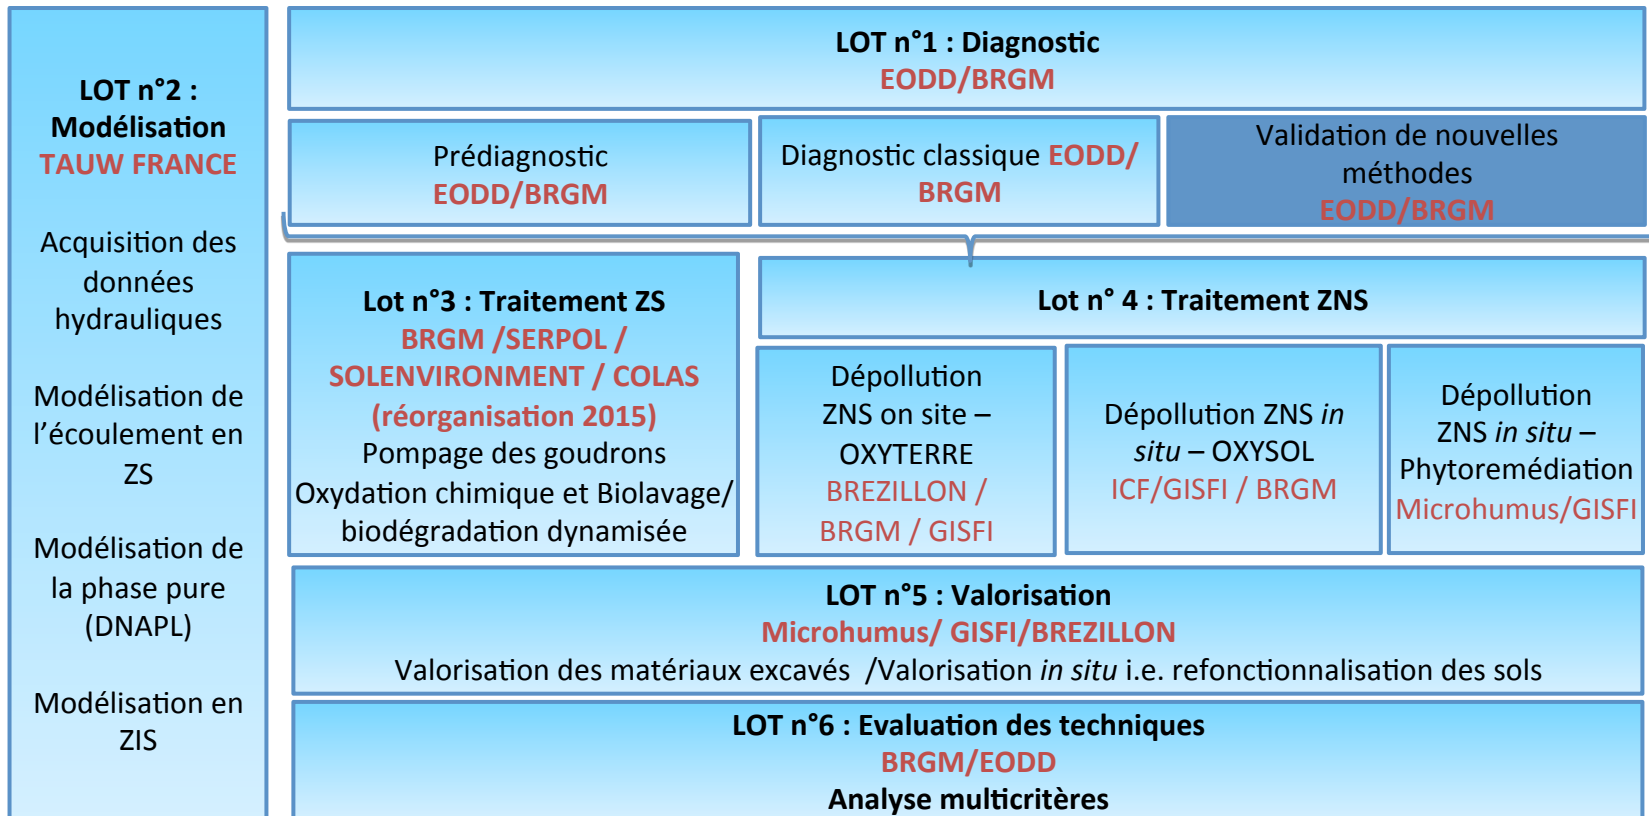 LOT n°2 :
Modélisation
TAUW FRANCE
Acquisition des
données
hydrauliques
Modélisation de
l'écoulement en
ZS
Modélisation de
la phase pure
(DNAPL)
Modélisation en
ZIS
LOT n°1 : Diagnostic
EODD/BRGM
Prédiagnostic
EODD/BRGM
Diagnostic classique EODD/
BRGM
Validation de nouvelles
méthodes
EODD/BRGM
Lot n°3 : Traitement ZS
BRGM /SERPOL /
SOLENVIRONMENT / COLAS
(réorganisation 2015)
Pompage des goudrons
Oxydation chimique et Biolavage/
biodégradation dynamisée
Lot n° 4 : Traitement ZNS
Dépollution
ZNS on site –
OXYTERRE
BREZILLON /
BRGM / GISFI
Dépollution ZNS in
situ – OXYSOL
ICF/GISFI / BRGM
Dépollution
ZNS in situ –
Phytoremédiation
Microhumus/GISFI
LOT n°5 : Valorisation
Microhumus/ GISFI/BREZILLON
Valorisation des matériaux excavés /Valorisation in situ i.e. refonctionnalisation des sols
LOT n°6 : Evaluation des techniques
BRGM/EODD
Analyse multicritères